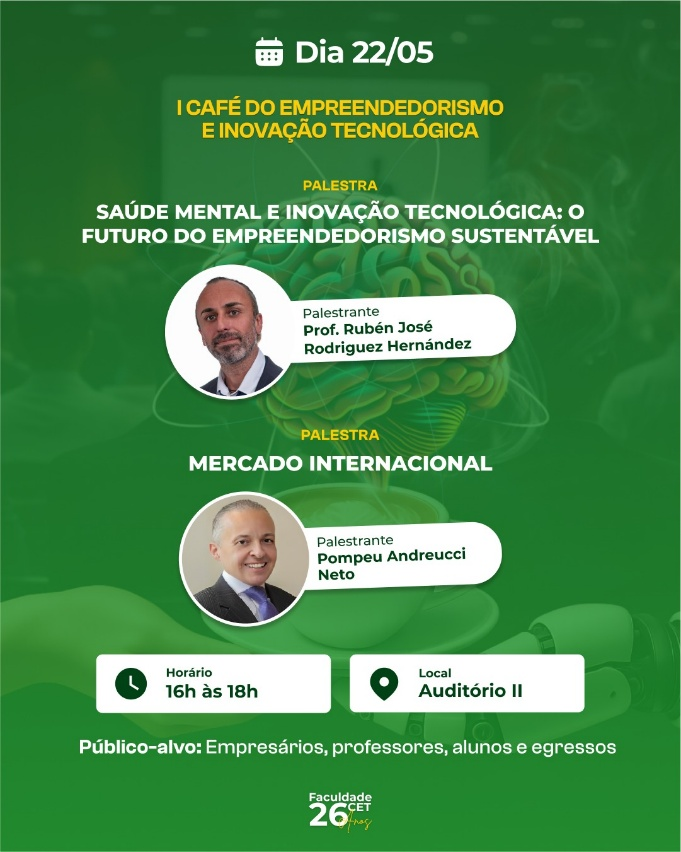 Dia 22/05
I CAFÉ DO EMPREENDEDORISMO
E INOVAÇÃO TECNOLÓGICA
PALESTRA
SAÚDE MENTAL E INOVAÇÃO TECNOLÓGICA: O
FUTURO DO EMPREENDEDORISMO SUSTENTÁVEL
Palestrante
Prof. Rubén José
Rodriguez Hernández
PALESTRA
MERCADO INTERNACIONAL
Palestrante
Pompeu Andreucci
Neto
Horário
16h às 18h
Local
Auditório II
Público-alvo: Empresários, professores, alunos e egressos
Faculdade
26 CET
Anos